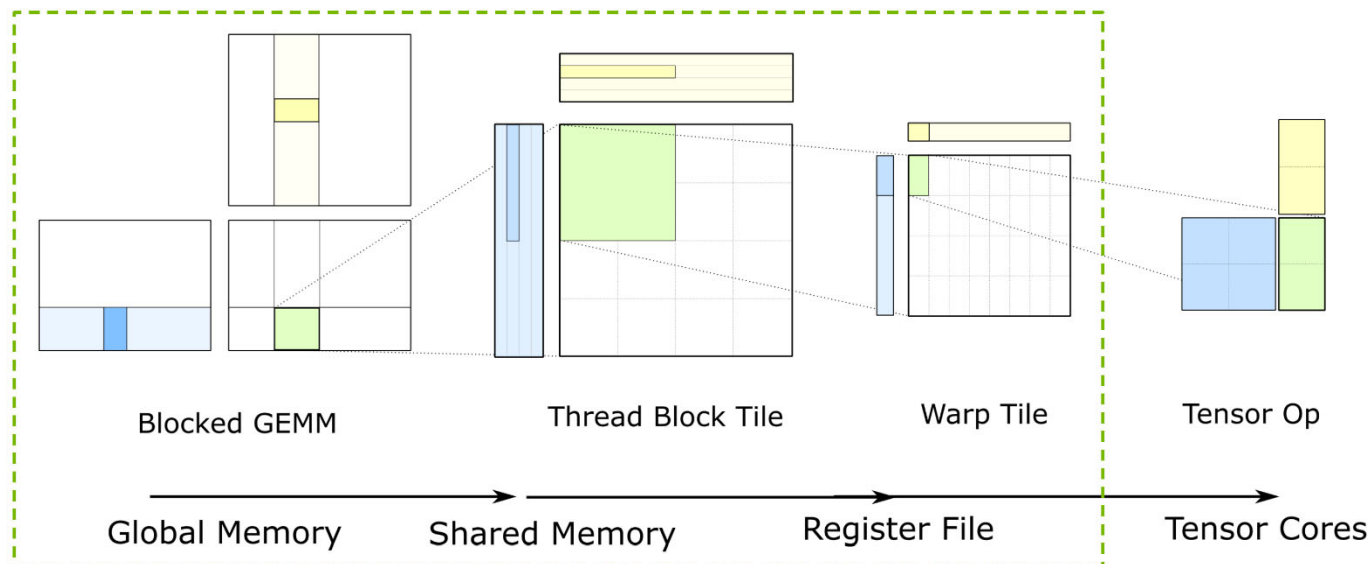 Blocked GEMM
Thread Block Tile
Warp Tile
Tensor Op
Global Memory
Shared Memory
Register File
Tensor Cores